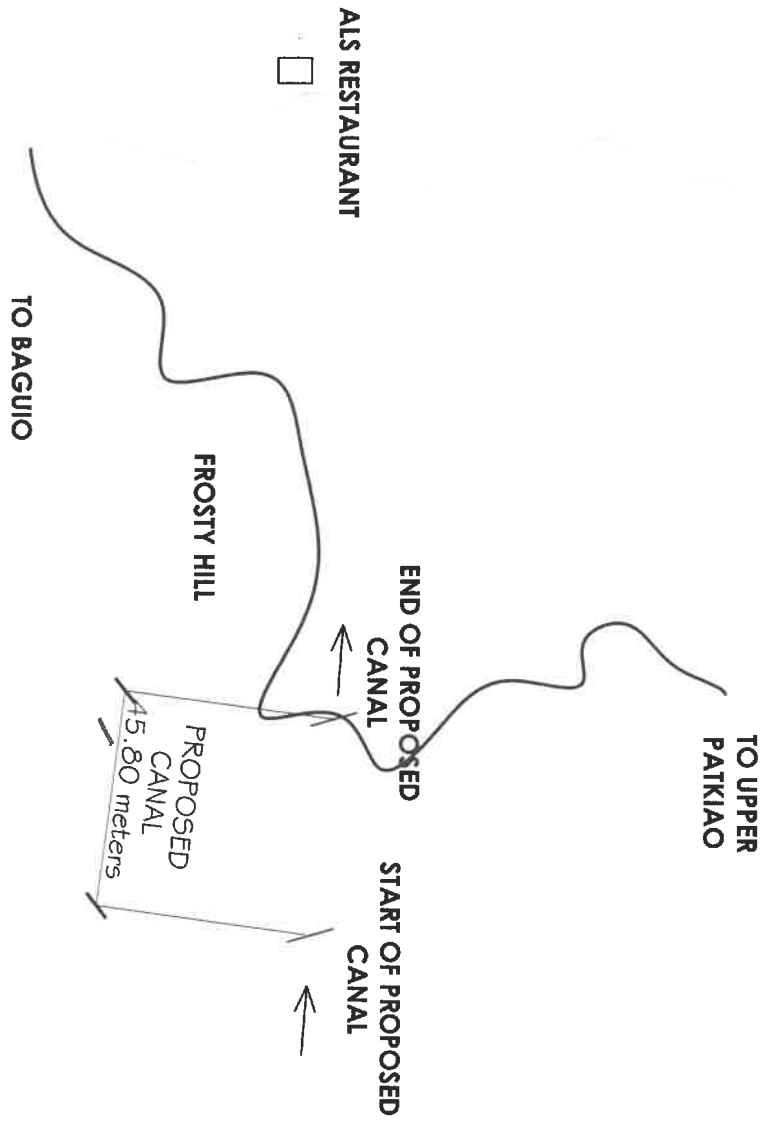 TO UPPER
PATKIAO
END OF PROPOSED
CANAL
START OF PROPOSED
CANAL
ALS RESTAURANT
FROSTY HILL
PROPOSED
CANAL
45.80 meters
TO BAGUIO